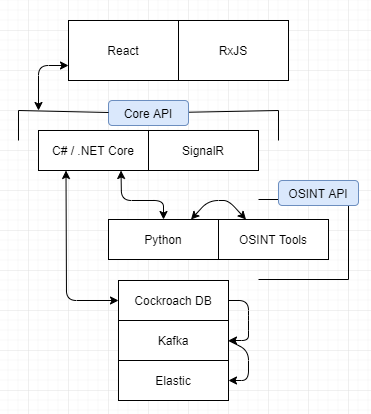 React
RxJS
Core API
C# / .NET Core
SignalR
OSINT API
Python
OSINT Tools
Cockroach DB
Kafka
Elastic